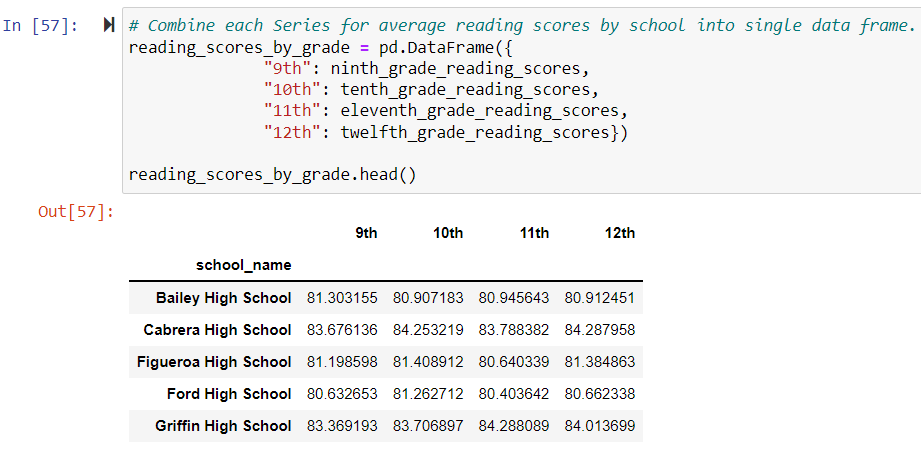 In [57]: # Combine each Series for average reading scores by school into single data frame.
reading_scores_by_grade = pd.DataFrame({
"9th": ninth_grade_reading_scores,
"10th": tenth_grade_reading_scores,
"11th": eleventh_grade_reading_scores,
"12th": twelfth_grade_reading_scores})
reading_scores_by_grade.head()
Out[57]:
9th 10th 11th 12th
school_name
Bailey High School 81.303155 80.907183 80.945643 80.912451
Cabrera High School 83.676136 84.253219 83.788382 84.287958
Figueroa High School 81.198598 81.408912 80.640339 81.384863
Ford High School 80.632653 81.262712 80.403642 80.662338
Griffin High School 83.369193 83.706897 84.288089 84.013699